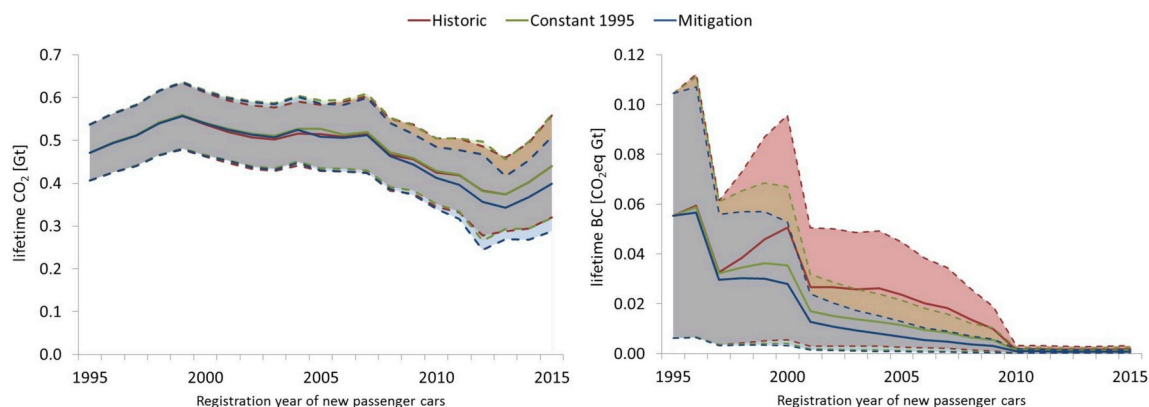 Historic Constant 1995 Mitigation
lifetime CO2 [Gt]
0.7
0.6
0.5
0.4
0.3
0.2
0.1
0.0
1995 2000 2005 2010 2015
Registration year of new passenger cars
lifetime BC [CO2eq Gt]
0.12
0.10
0.08
0.06
0.04
0.02
0.00
1995 2000 2005 2010 2015
Registration year of new passenger cars